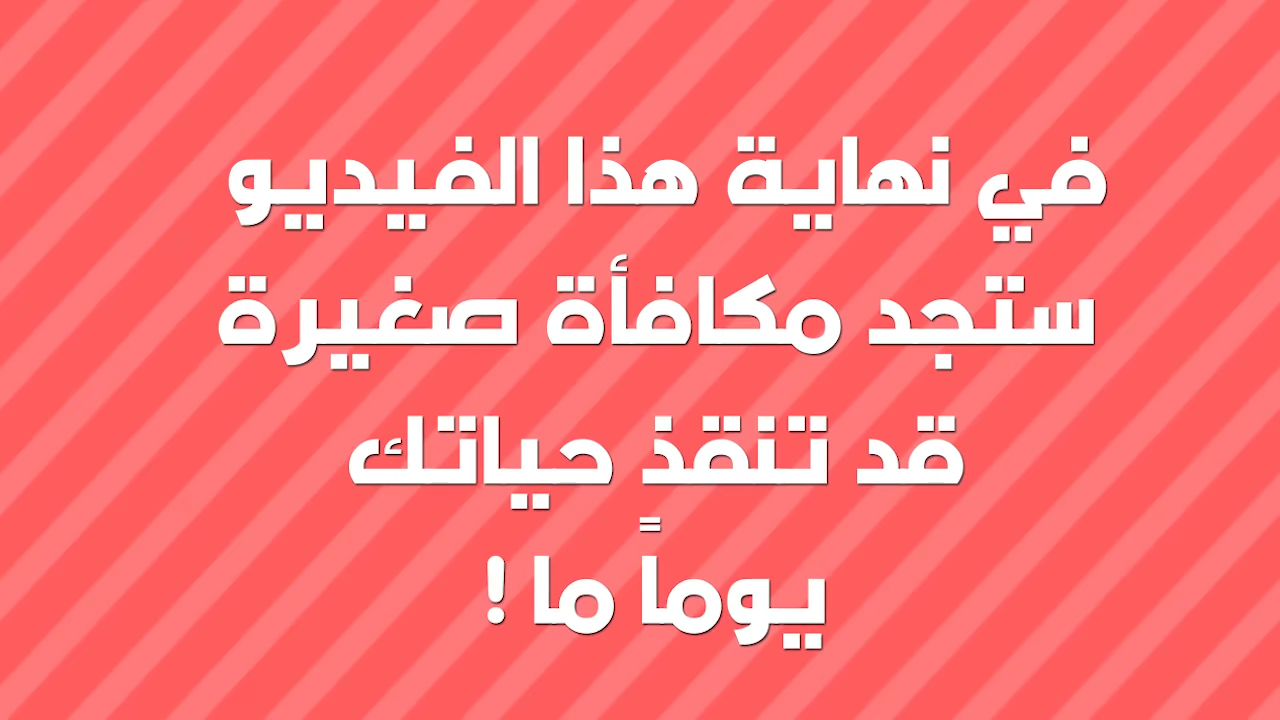 في نهاية هذا الفيديو
ستجد مكافأة صغيرة
قد تنقذ حياتك
يوماً ما !